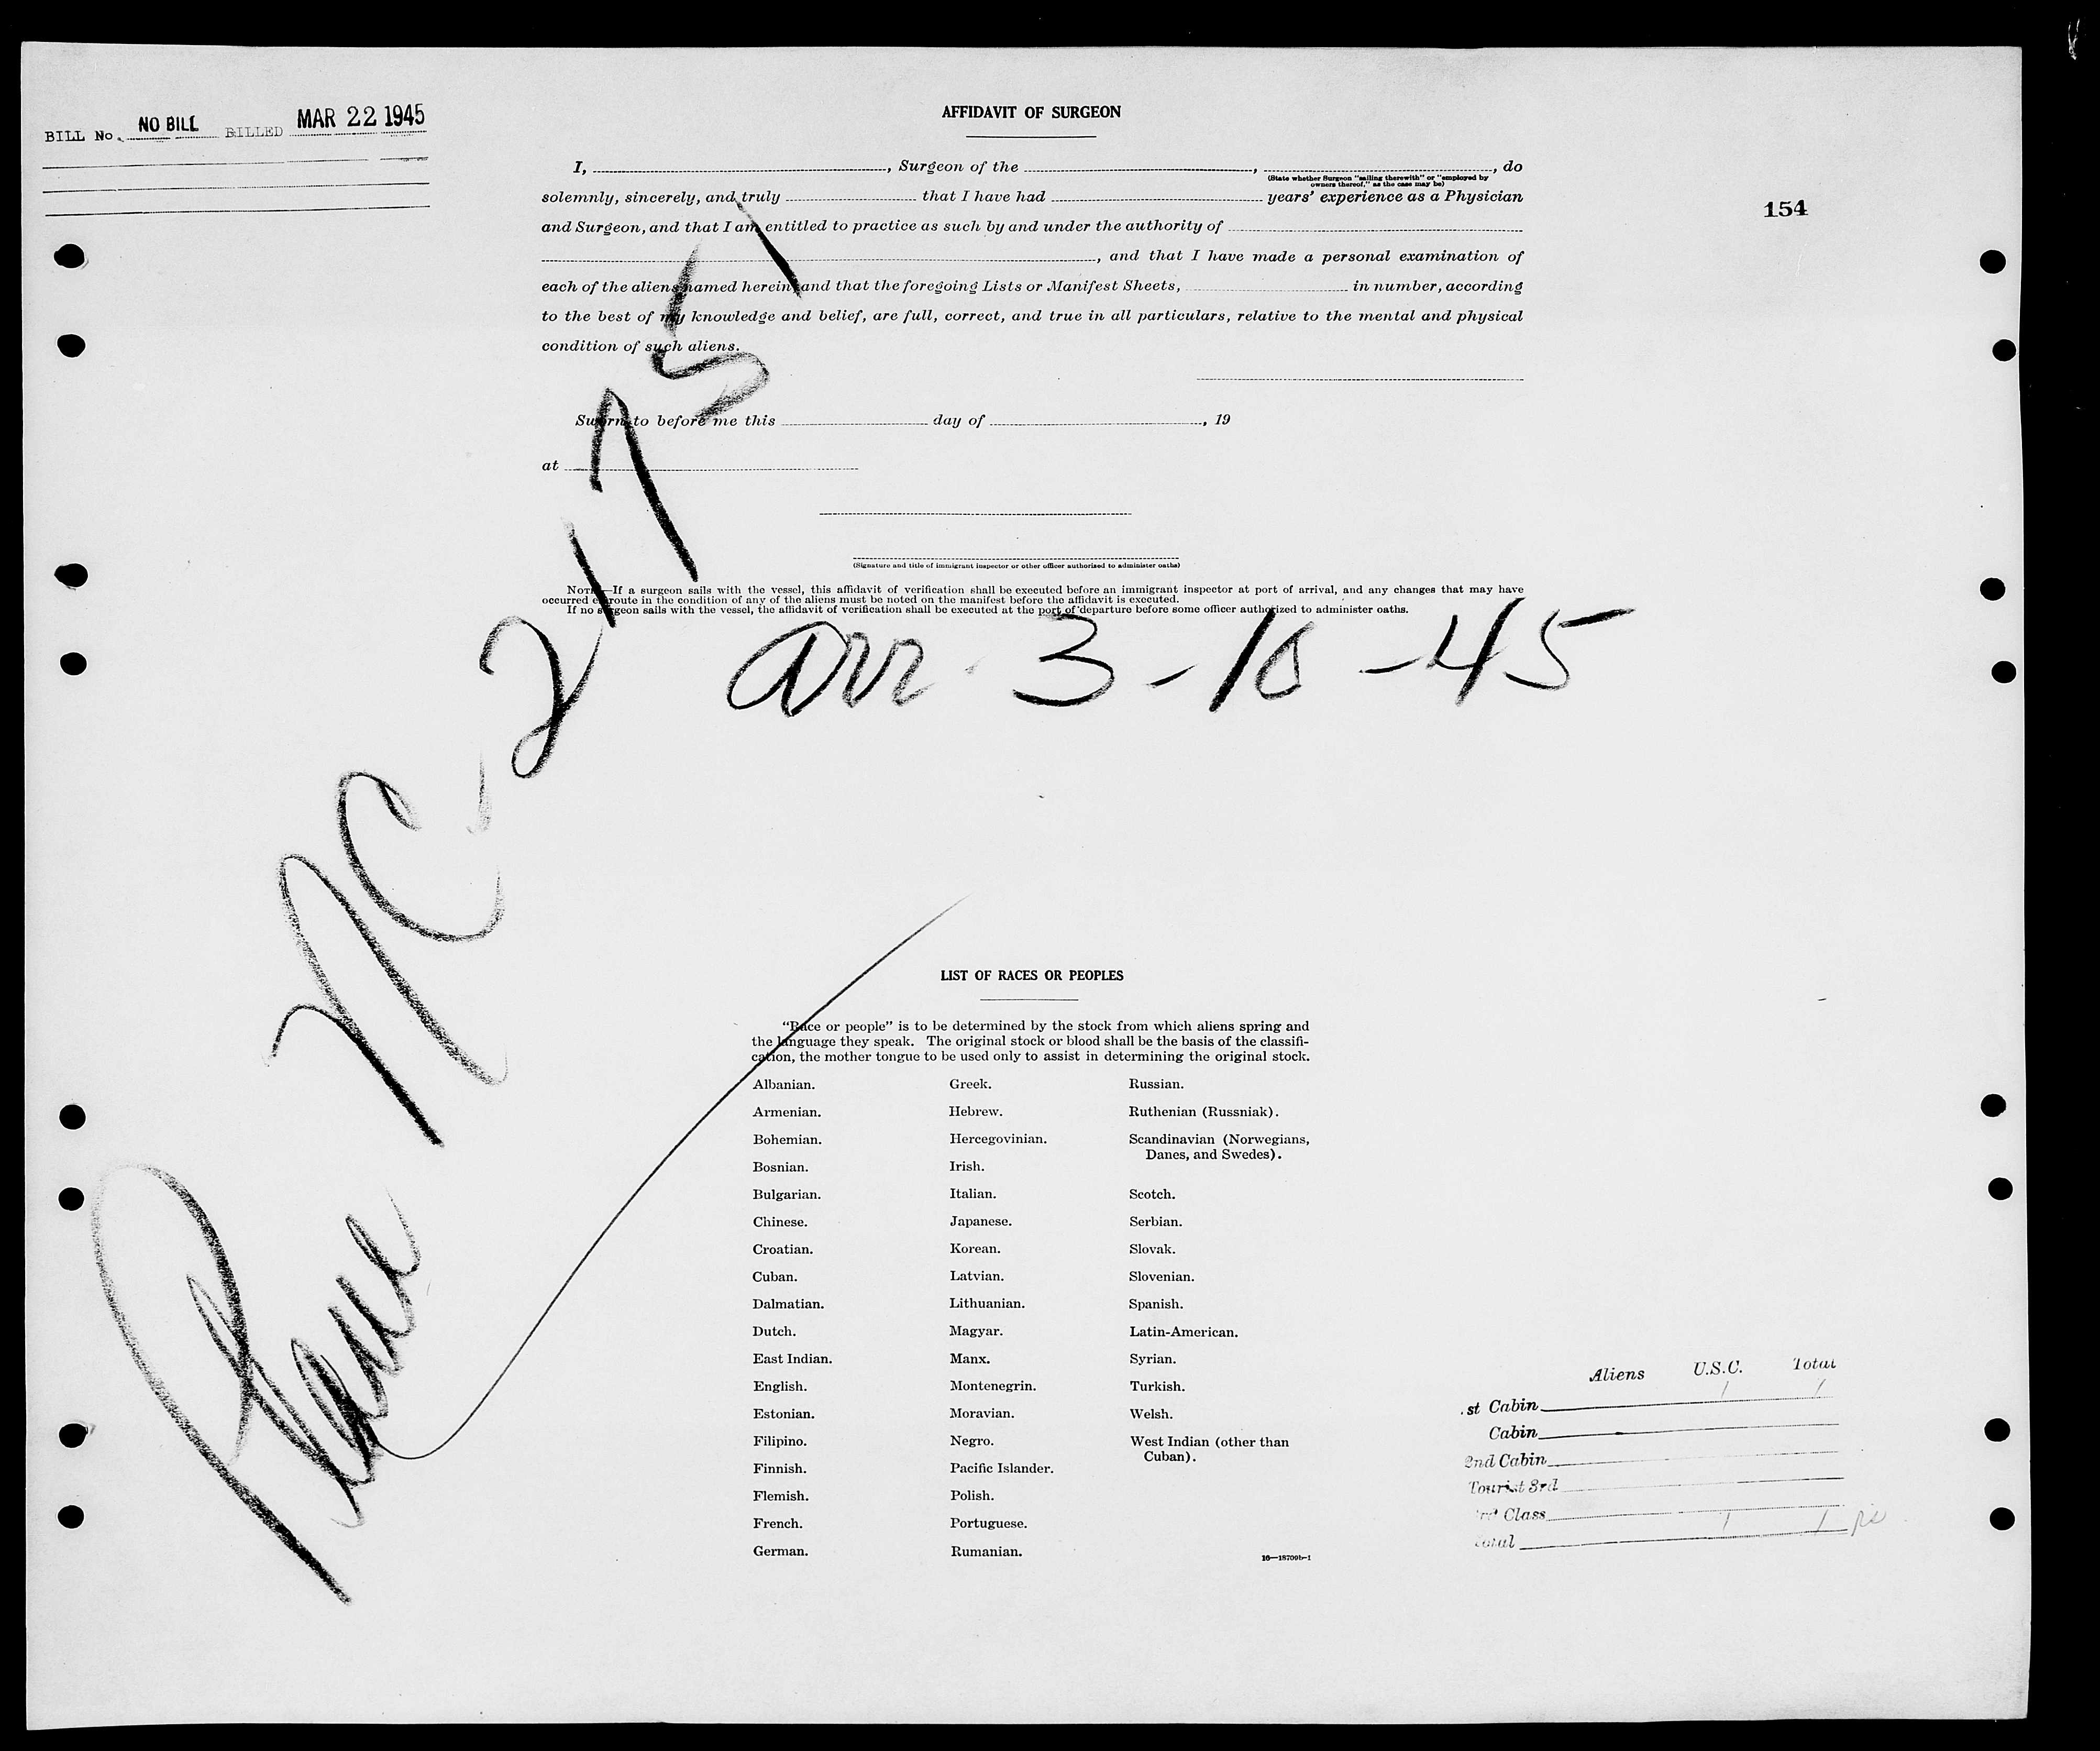 BILL No. NO BILL BILLED MAR 22 1945
AFFIDAVIT OF SURGEON
154
I, , Surgeon of the , , do
(State whether Surgeon "sailing therewith" or "employed by
owners thereof," as the case may be)
solemnly, sincerely, and truly that I have had years' experience as a Physician
and Surgeon, and that I am entitled to practice as such by and under the authority of
, and that I have made a personal examination of
each of the aliens named herein, and that the foregoing Lists or Manifest Sheets, in number, according
to the best of my knowledge and belief, are full, correct, and true in all particulars, relative to the mental and physical
condition of such aliens.
Sworn to before me this day of , 19
at
(Signature and title of immigrant inspector or other officer authorized to administer oaths)
NOTE.—If a surgeon sails with the vessel, this affidavit of verification shall be executed before an immigrant inspector at port of arrival, and any changes that may have
occurred en route in the condition of any of the aliens must be noted on the manifest before the affidavit is executed.
If no surgeon sails with the vessel, the affidavit of verification shall be executed at the port of departure before some officer authorized to administer oaths.
arr. 3-10-45
Plane NC-21751
LIST OF RACES OR PEOPLES
"Race or people" is to be determined by the stock from which aliens spring and
the language they speak. The original stock or blood shall be the basis of the classifi-
cation, the mother tongue to be used only to assist in determining the original stock.
Albanian. Greek. Russian.
Armenian. Hebrew. Ruthenian (Russniak).
Bohemian. Hercegovinian. Scandinavian (Norwegians,
Danes, and Swedes).
Bosnian. Irish.
Bulgarian. Italian. Scotch.
Chinese. Japanese. Serbian.
Croatian. Korean. Slovak.
Cuban. Latvian. Slovenian.
Dalmatian. Lithuanian. Spanish.
Dutch. Magyar. Latin-American.
East Indian. Manx. Syrian.
English. Montenegrin. Turkish.
Estonian. Moravian. Welsh.
Filipino. Negro. West Indian (other than
Cuban).
Finnish. Pacific Islander.
Flemish. Polish.
French. Portuguese.
German. Rumanian.
16—18709b-1
Aliens U.S.C. Total
st Cabin 1 1
Cabin
2nd Cabin
Tourist 3rd
Class
Total 1 1